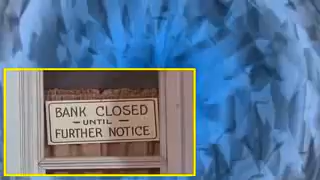 BANK CLOSED
— UNTIL —
FURTHER NOTICE